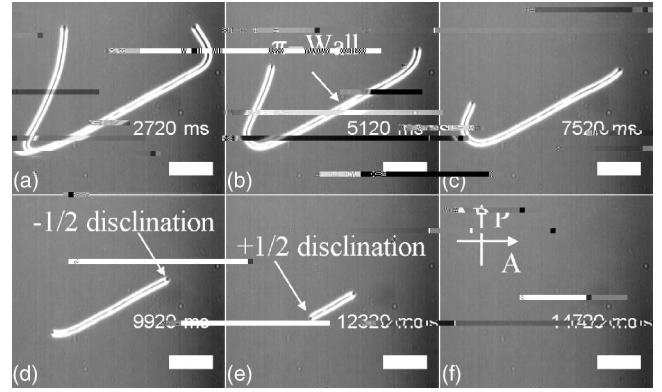 π- Wall
2720 ms
5120 ms
7520 ms
(a)
(b)
(c)
-1/2 disclination
+1/2 disclination
P
A
9920 ms
12320 ms
14720 ms
(d)
(e)
(f)